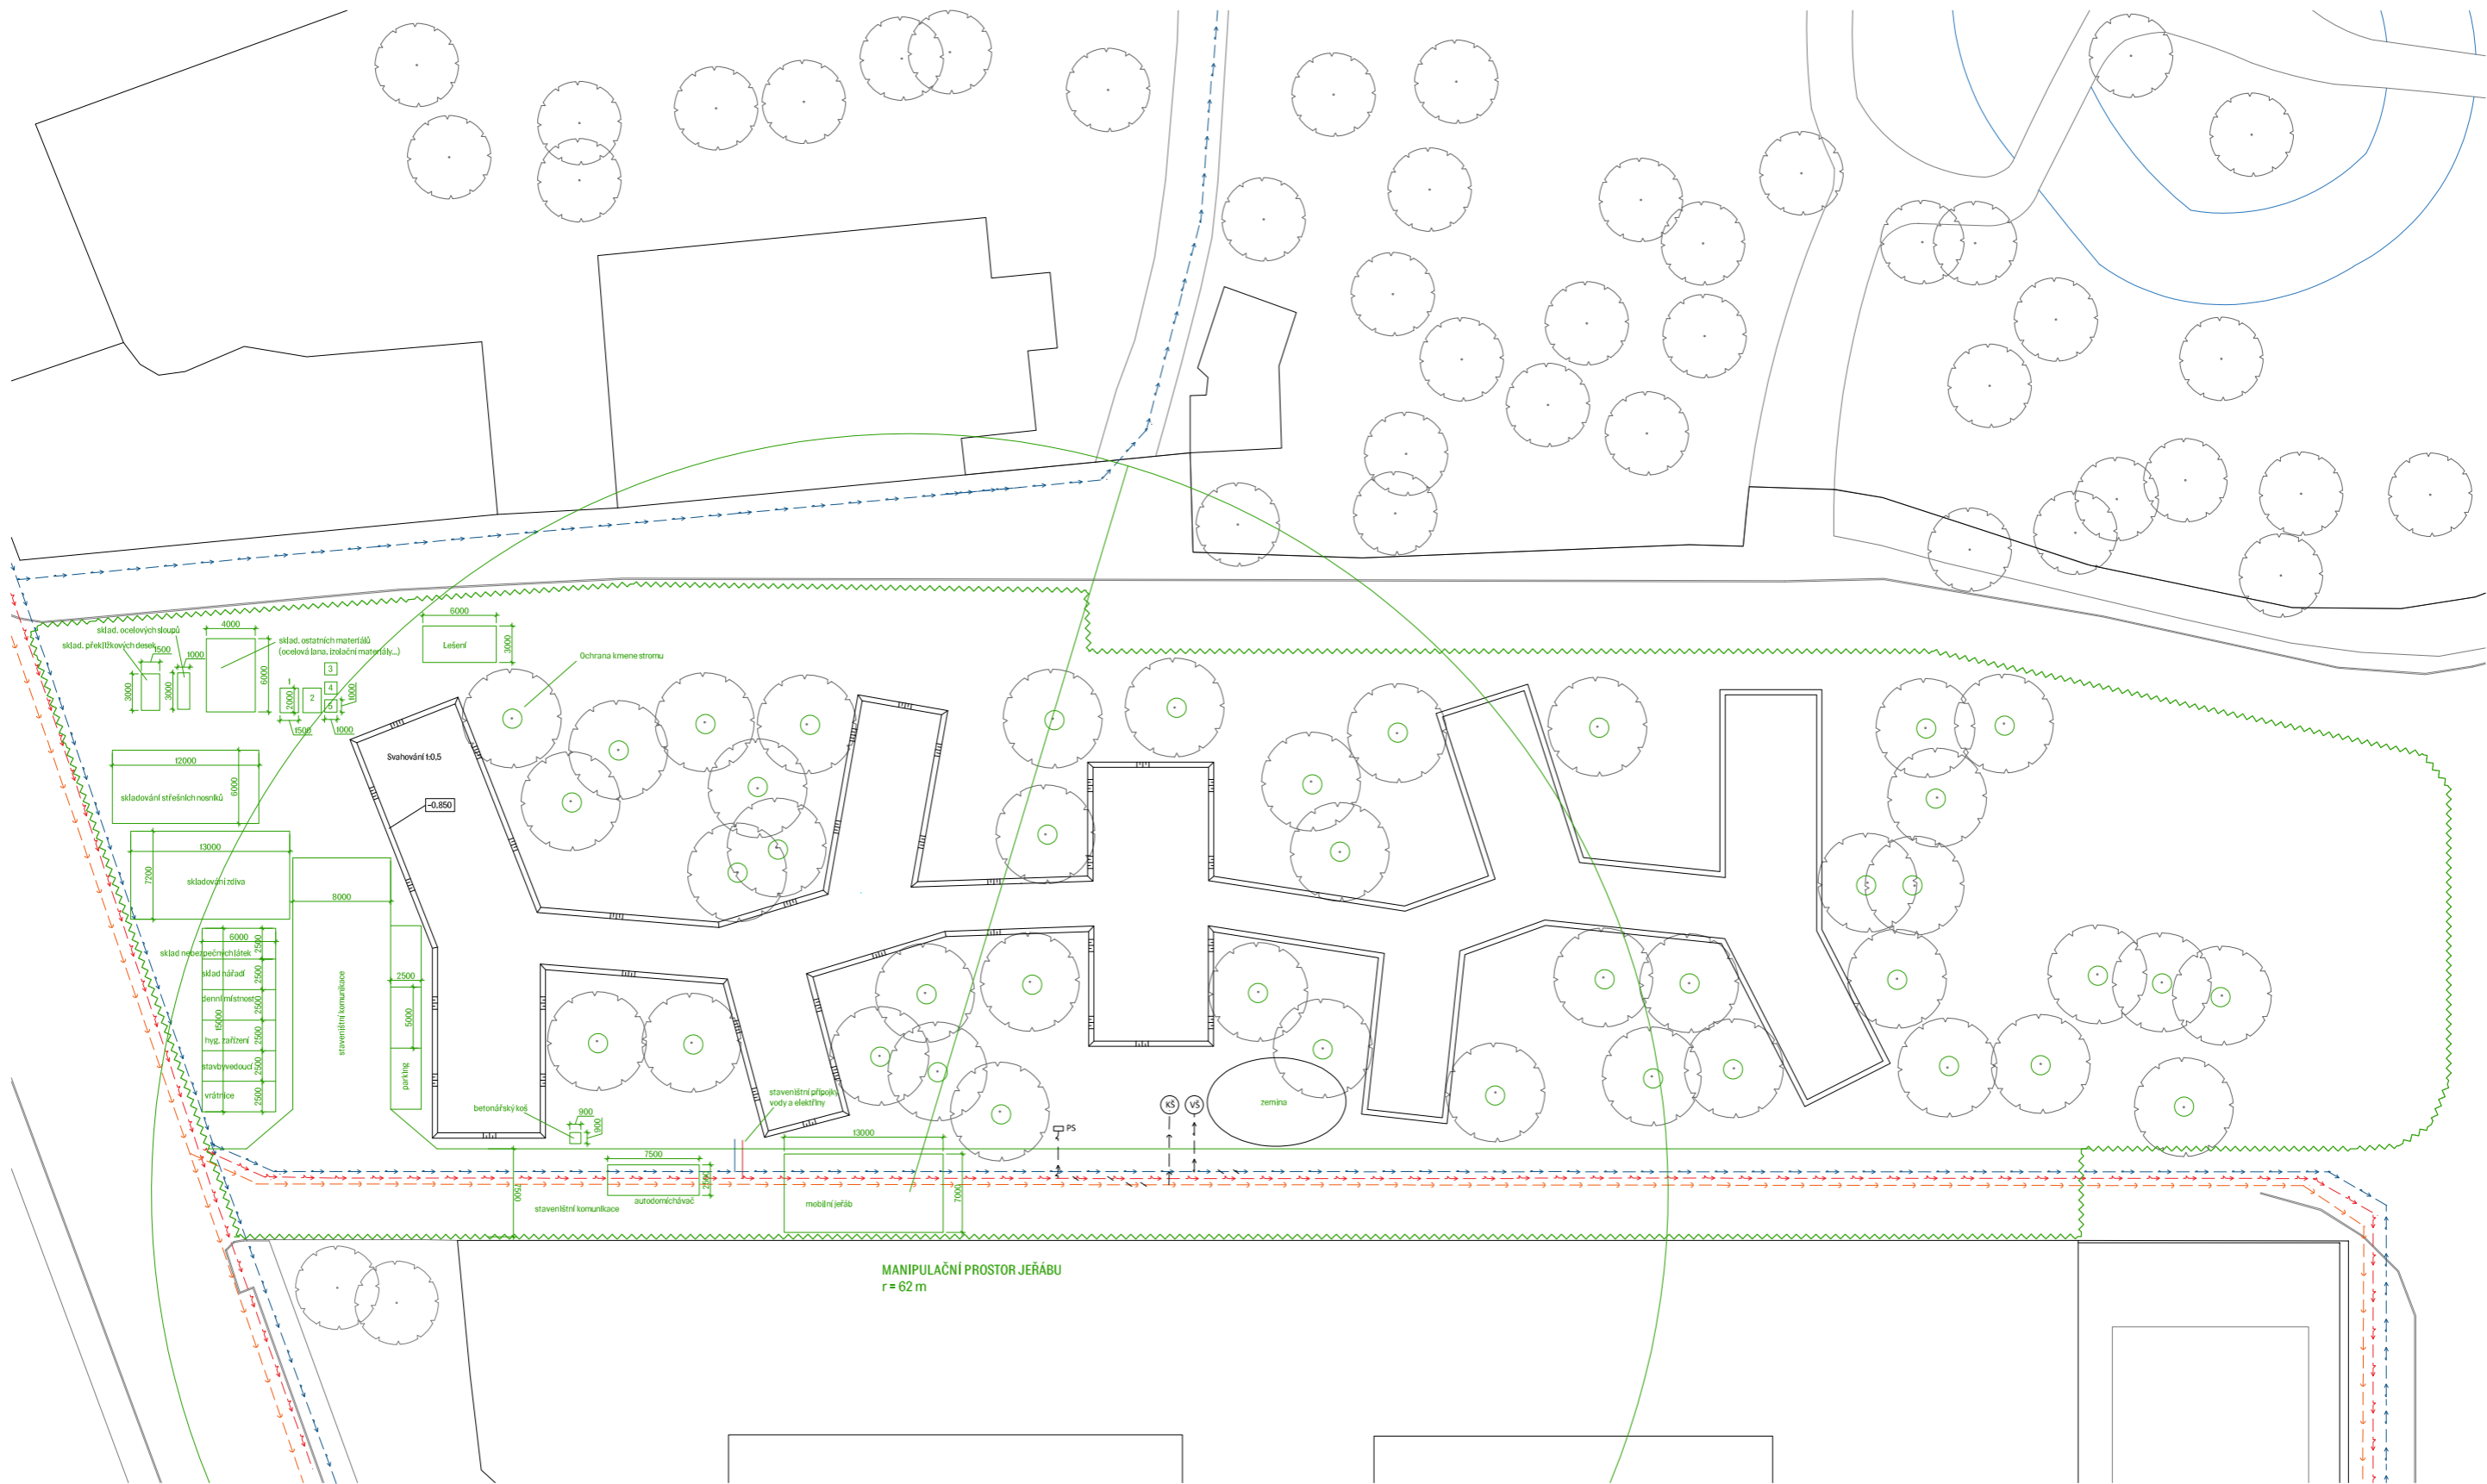 6000
4000
sklad. ocelových sloupů
sklad. ostatních materiálů
(ocelová lana, izolační materiály,..)
sklad. překližkových desek
1500
1000
3000
3000
6000
Lešení
3000
Ochrana kmene stromu
1
2
3
4
5
2000
1000
1500
1000
Svahování 1:0,5
-0,850
12000
6000
skladování střešních nosníků
13000
7200
skladování zdiva
8000
6000
2500
sklad nebezpečných látek
sklad nářadí
2500
denní místnost
2500
15000
hyg. zařízení
2500
stavbyvedoucí
2500
vrátnice
2500
staveništní komunikace
2500
5000
parking
betonářský koš
900
900
staveništní přípojky
vody a elektřiny
13000
7000
mobilní jeřáb
7500
2500
autodomíchávač
7500
staveništní komunikace
PS
KŠ
VŠ
zemina
MANIPULAČNÍ PROSTOR JEŘÁBU
r = 62 m